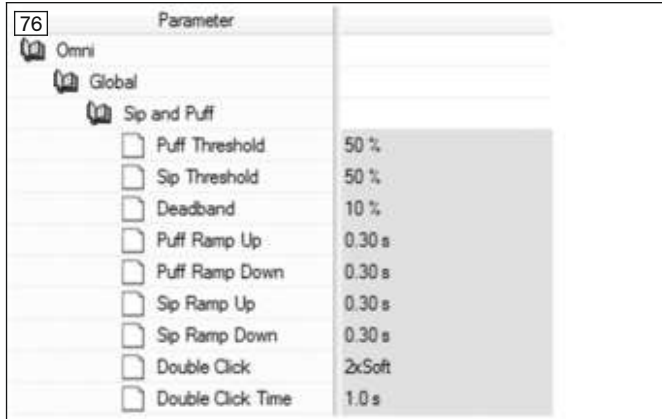 76
Parameter
Omni
Global
Sip and Puff
Puff Threshold 50 %
Sip Threshold 50 %
Deadband 10 %
Puff Ramp Up 0.30 s
Puff Ramp Down 0.30 s
Sip Ramp Up 0.30 s
Sip Ramp Down 0.30 s
Double Click 2xSoft
Double Click Time 1.0 s